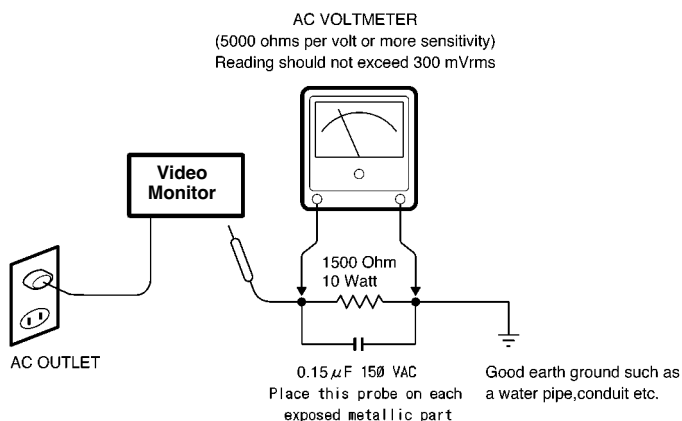 AC VOLTMETER
(5000 ohms per volt or more sensitivity)
Reading should not exceed 300 mVrms
Video
Monitor
1500 Ohm
10 Watt
AC OUTLET
0.15μF 150 VAC
Place this probe on each
exposed metallic part
Good earth ground such as
a water pipe,conduit etc.